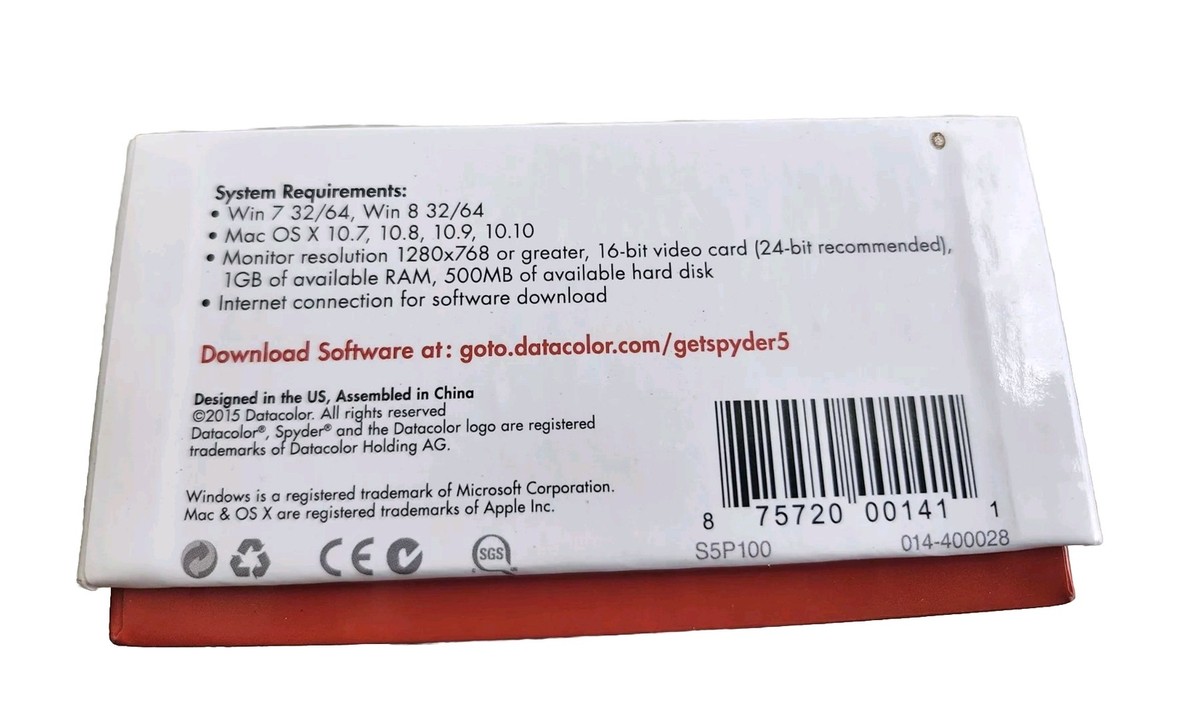 System Requirements:
• Win 7 32/64, Win 8 32/64
• Mac OS X 10.7, 10.8, 10.9, 10.10
• Monitor resolution 1280x768 or greater, 16-bit video card (24-bit recommended),
1GB of available RAM, 500MB of available hard disk
• Internet connection for software download
Download Software at: goto.datacolor.com/getspyder5
Designed in the US, Assembled in China
©2015 Datacolor. All rights reserved
Datacolor®, Spyder® and the Datacolor logo are registered
trademarks of Datacolor Holding AG.
Windows is a registered trademark of Microsoft Corporation.
Mac & OS X are registered trademarks of Apple Inc.
CE SGS
8 75720 00141 1
S5P100 014-400028